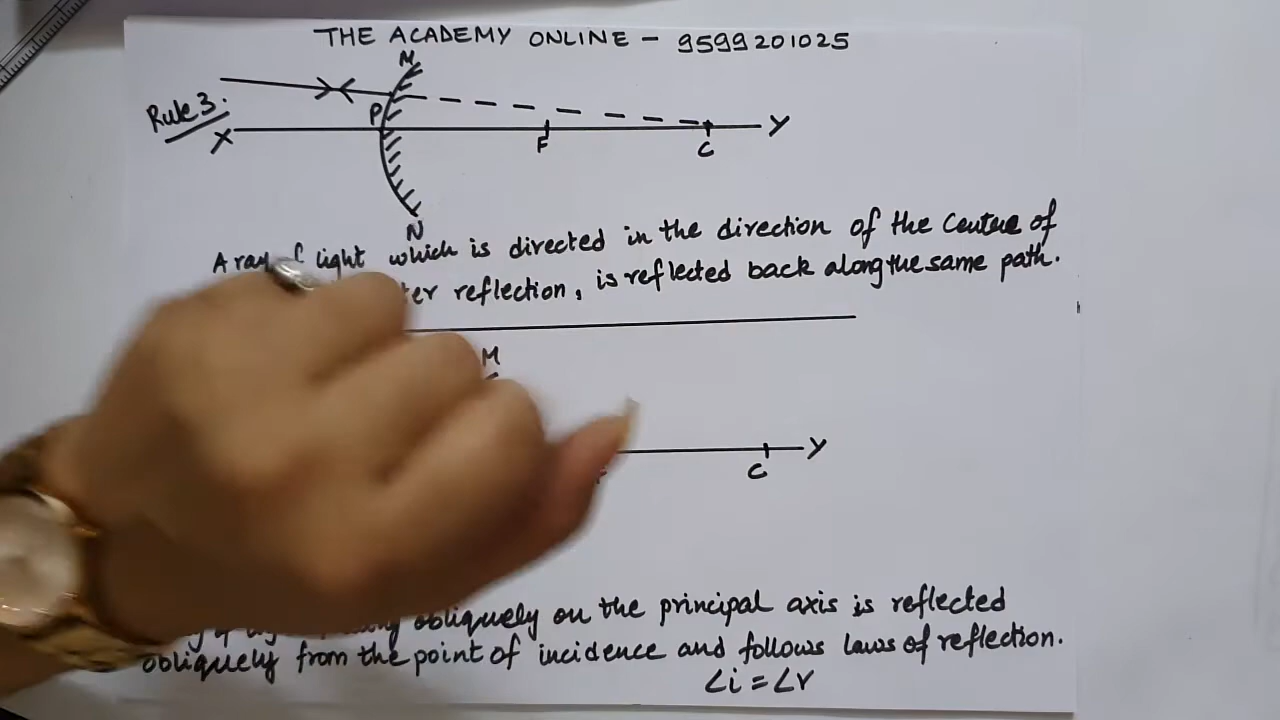 THE ACADEMY ONLINE - 9599201025
M
Rule 3.
P
X
F
C
Y
N
A ray light which is directed in the direction of the Centre of
reflection, is reflected back along the same path.
M
C
Y
obliquely on the principal axis is reflected
obliquely from the point of incidence and follows laws of reflection.
∠i = ∠r